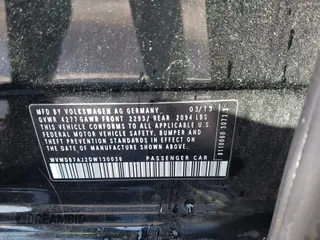 MFD BY VOLKSWAGEN AG GERMANY 03/13
GVWR 4277 GAWR FRONT 2293/ REAR 2094 LBS
THIS VEHICLE CONFORMS TO ALL APPLICABLE U.S.
FEDERAL MOTOR VEHICLE SAFETY, BUMPER AND
THEFT PREVENTION STANDARDS IN EFFECT ON THE
DATE OF MANUFACTURE SHOWN ABOVE.
PASSENGER CAR